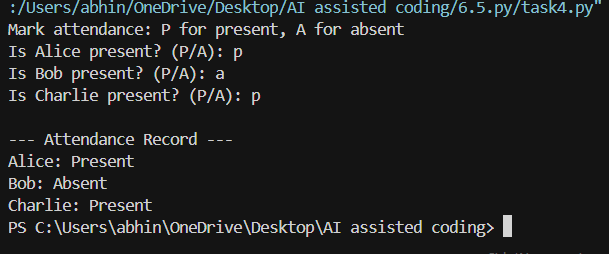 :/Users/abhin/OneDrive/Desktop/AI assisted coding/6.5.py/task4.py"
Mark attendance: P for present, A for absent
Is Alice present? (P/A): p
Is Bob present? (P/A): a
Is Charlie present? (P/A): p
--- Attendance Record ---
Alice: Present
Bob: Absent
Charlie: Present
PS C:\Users\abhin\OneDrive\Desktop\AI assisted coding>